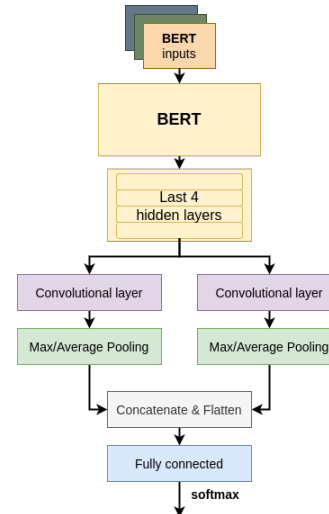 BERT
inputs
BERT
Last 4
hidden layers
Convolutional layer
Convolutional layer
Max/Average Pooling
Max/Average Pooling
Concatenate & Flatten
Fully connected
softmax